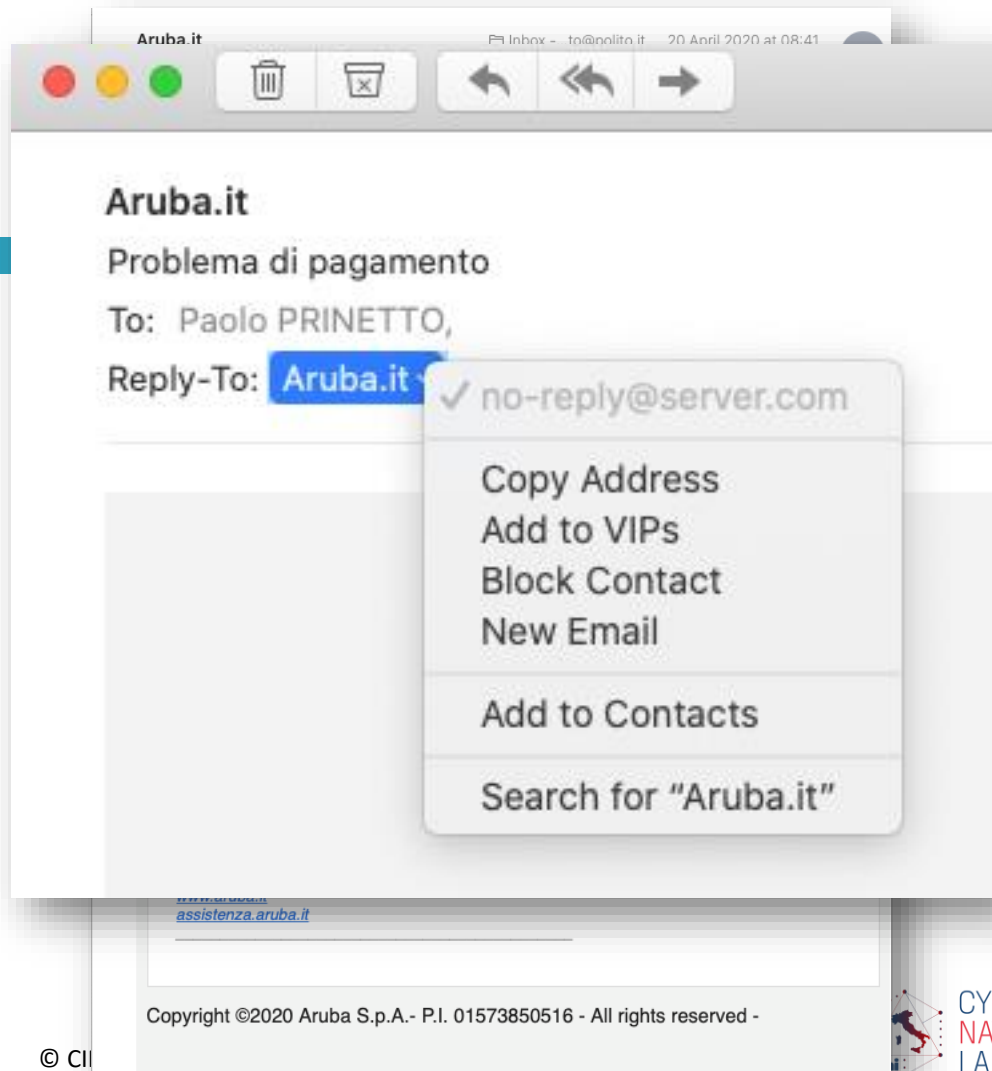 Aruba.it
Inbox - to@polito.it 20 April 2020 at 08:41
Aruba.it
Problema di pagamento
To: Paolo PRINETTO,
Reply-To: Aruba.it
no-reply@server.com
Copy Address
Add to VIPs
Block Contact
New Email
Add to Contacts
Search for “Aruba.it”
www.aruba.it
assistenza.aruba.it
Copyright ©2020 Aruba S.p.A.- P.I. 01573850516 - All rights reserved -
©
CY
NA
LA